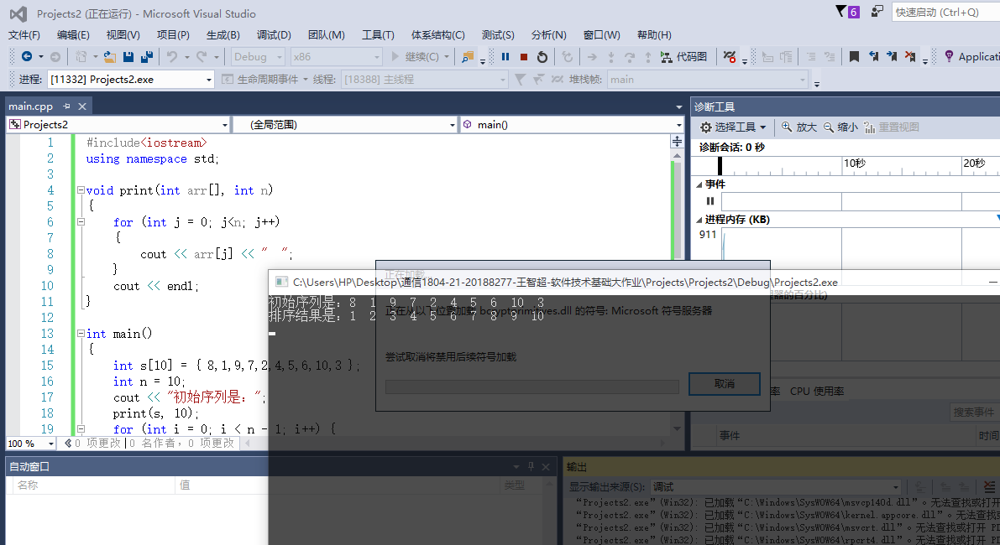 Projects2 (正在运行) - Microsoft Visual Studio
6
快速启动 (Ctrl+Q)
文件(F) 编辑(E) 视图(V) 项目(P) 生成(B) 调试(D) 团队(M) 工具(T) 体系结构(C) 测试(S) 分析(N) 窗口(W) 帮助(H)
Debug x86 继续(C) 代码图 Applicati
进程: [11332] Projects2.exe 生命周期事件 线程: [18388] 主线程 堆栈帧: main
main.cpp
Projects2 (全局范围) main()
1 #include<iostream>
2 using namespace std;
3
4 void print(int arr[], int n)
5 {
6 for (int j = 0; j<n; j++)
7 {
8 cout << arr[j] << "  ";
9 }
10 cout << endl;
11 }
12
13 int main()
14 {
15 int s[10] = { 8,1,9,7,2,4,5,6,10,3 };
16 int n = 10;
17 cout << "初始序列是：";
18 print(s, 10);
19 for (int i = 0; i < n - 1; i++) {
100 % 0 项更改 | 0 名作者，0 项更改
诊断工具
选择工具 放大 缩小 重置视图
诊断会话: 0 秒
10秒 20秒
事件
进程内存 (KB)
911
理器的百分比)
正在加载
C:\Users\HP\Desktop\通信1804-21-20188277-王智超-软件技术基础大作业\Projects\Projects2\Debug\Projects2.exe
初始序列是：8 1 9 7 2 4 5 6 10 3
排序结果是：1 2 3 4 5 6 7 8 9 10
正在从以下位置加载 bcryptprimitives.dll 的符号: Microsoft 符号服务器
尝试取消将禁用后续符号加载
取消
率 CPU 使用率
搜索事件
事件 时间
自动窗口
名称 值 类型
输出
显示输出来源(S): 调试
“Projects2.exe”(Win32): 已加载“C:\Windows\SysWOW64\msvcp140d.dll”。无法查找或打开
“Projects2.exe”(Win32): 已加载“C:\Windows\SysWOW64\kernel.appcore.dll”。无法查找
“Projects2.exe”(Win32): 已加载“C:\Windows\SysWOW64\msvcrt.dll”。无法查找或打开 PD
“Projects2.exe”(Win32): 已加载“C:\Windows\SysWOW64\rpcrt4.dll”。无法查找或打开 PD